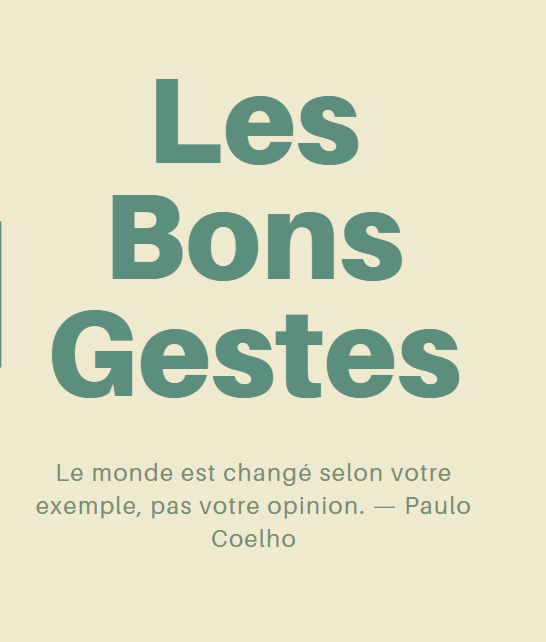 Les
Bons
Gestes
Le monde est changé selon votre
exemple, pas votre opinion. — Paulo
Coelho